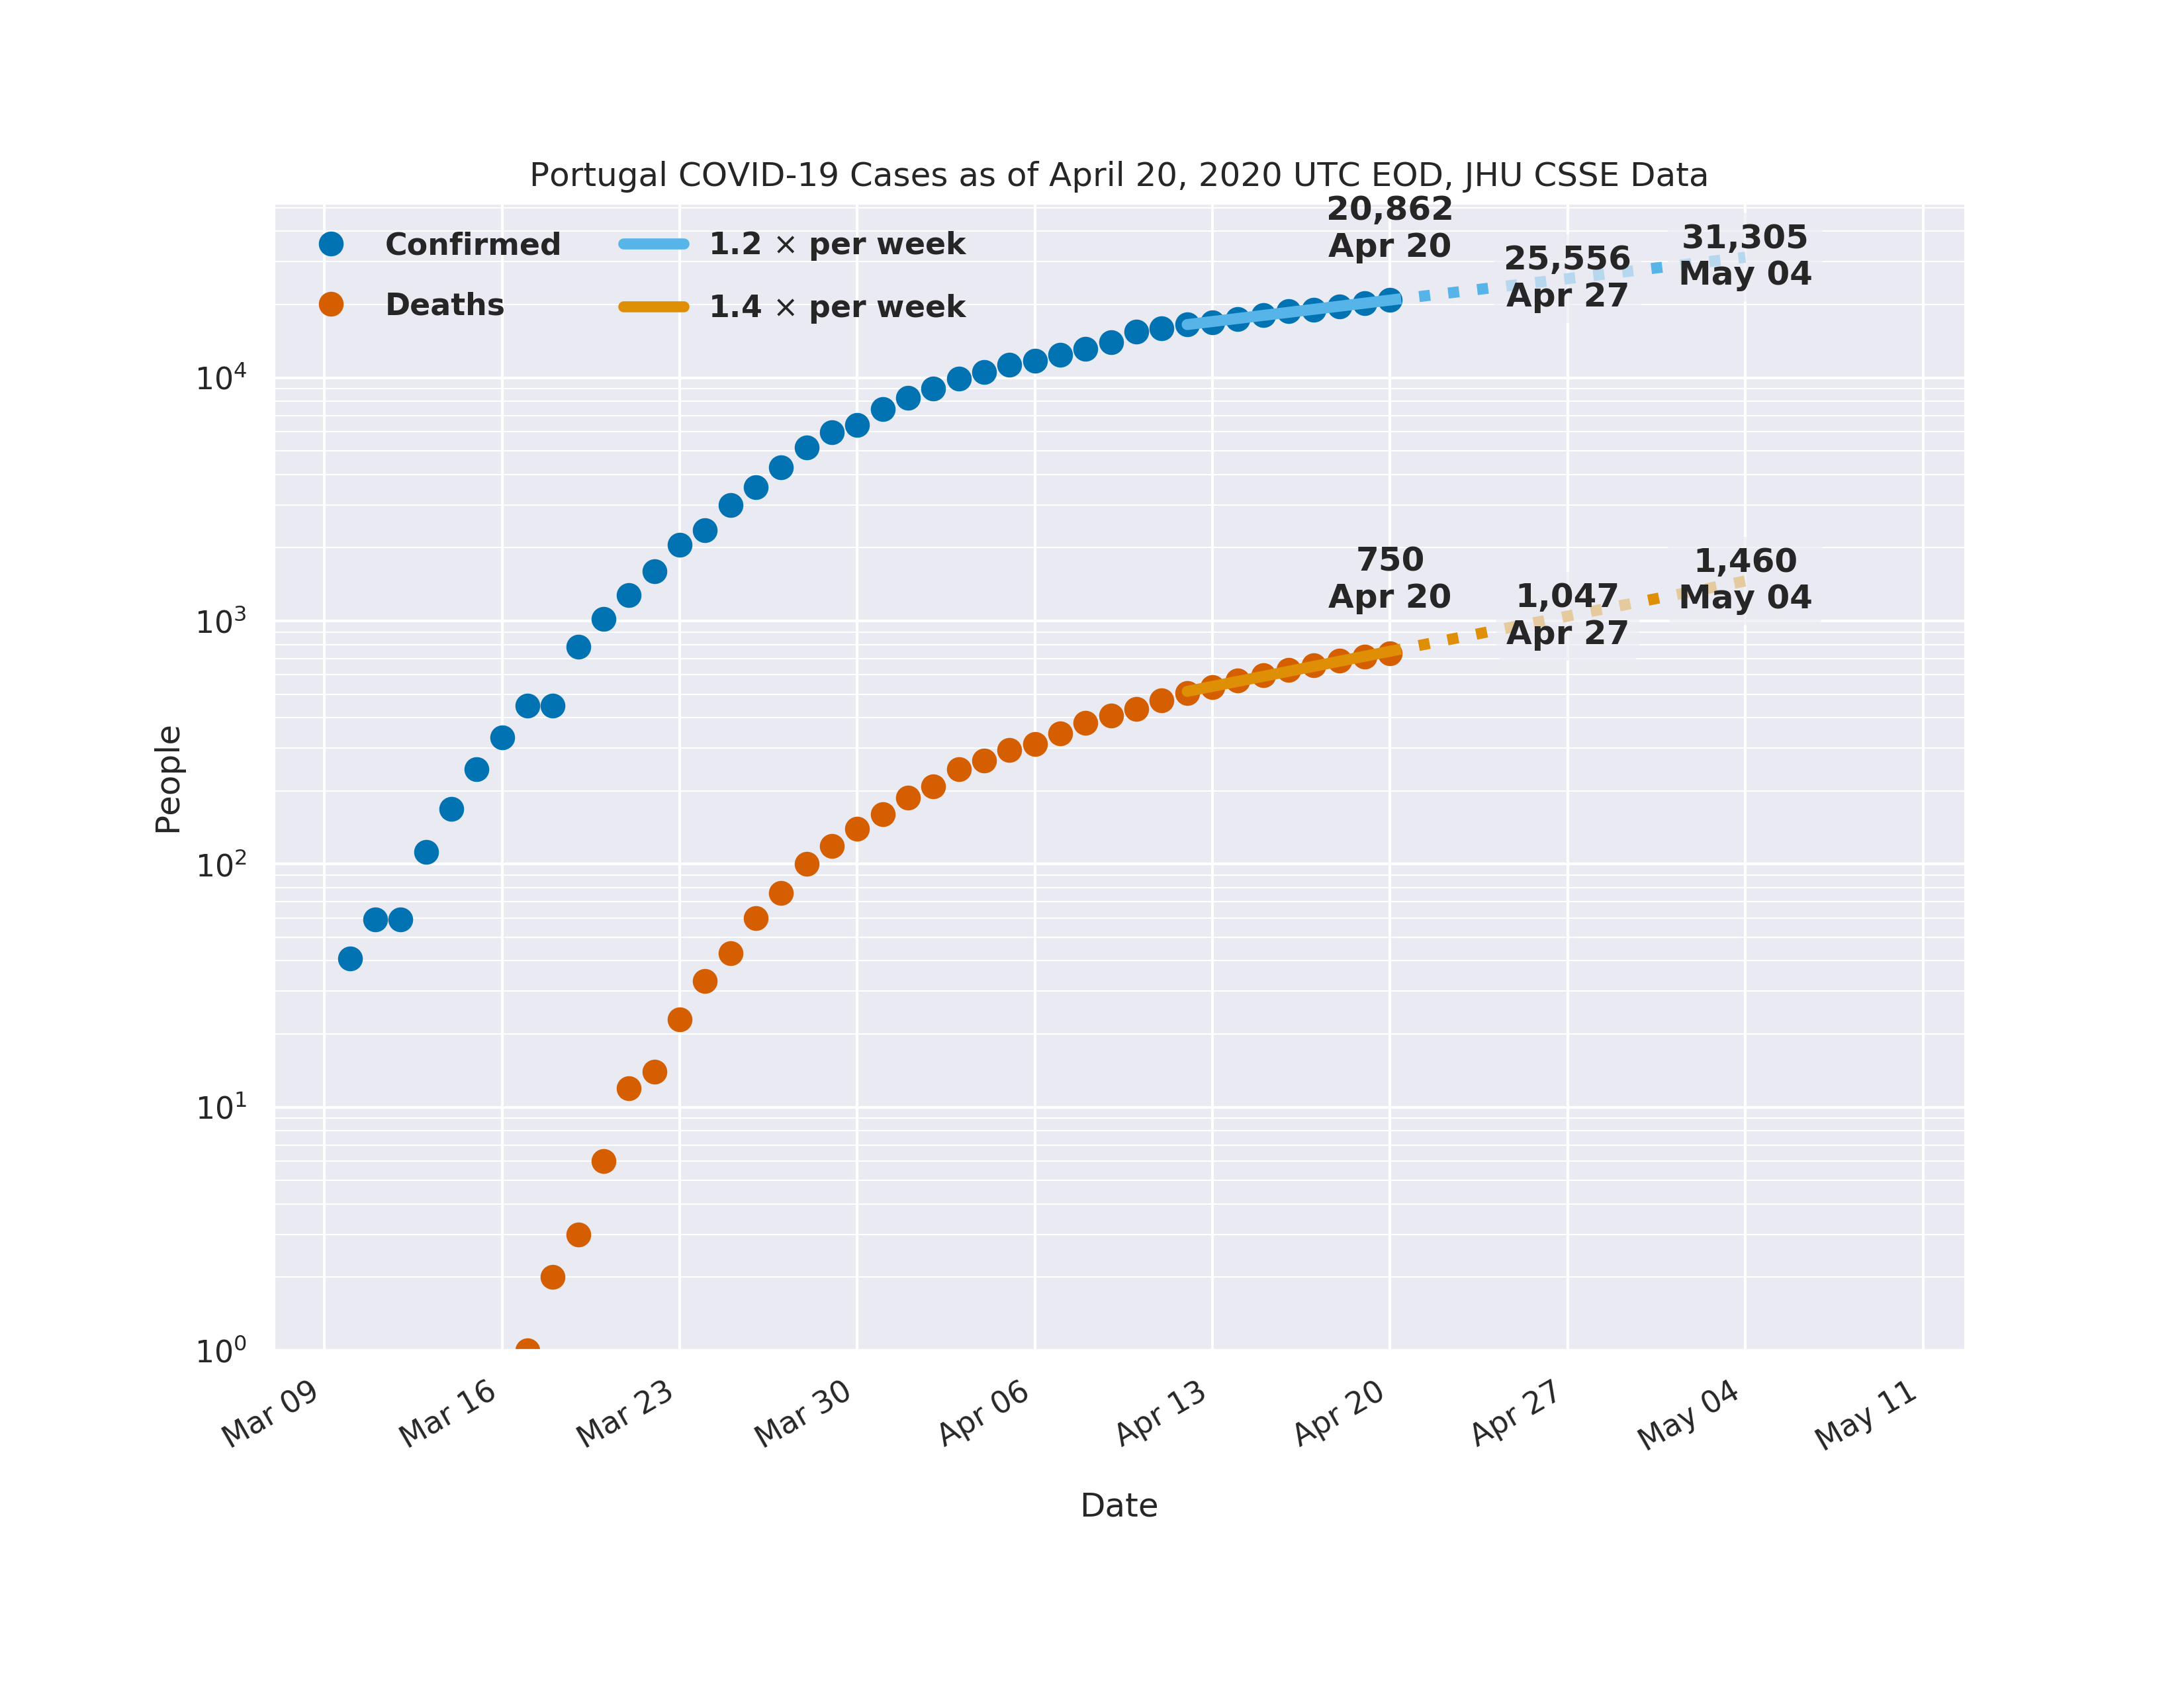 Portugal COVID-19 Cases as of April 20, 2020 UTC EOD, JHU CSSE Data
Confirmed
Deaths
1.2 × per week
1.4 × per week
20,862
Apr 20
25,556
Apr 27
31,305
May 04
750
Apr 20
1,047
Apr 27
1,460
May 04
People
10⁴
10³
10²
10¹
10⁰
Mar 09
Mar 16
Mar 23
Mar 30
Apr 06
Apr 13
Apr 20
Apr 27
May 04
May 11
Date